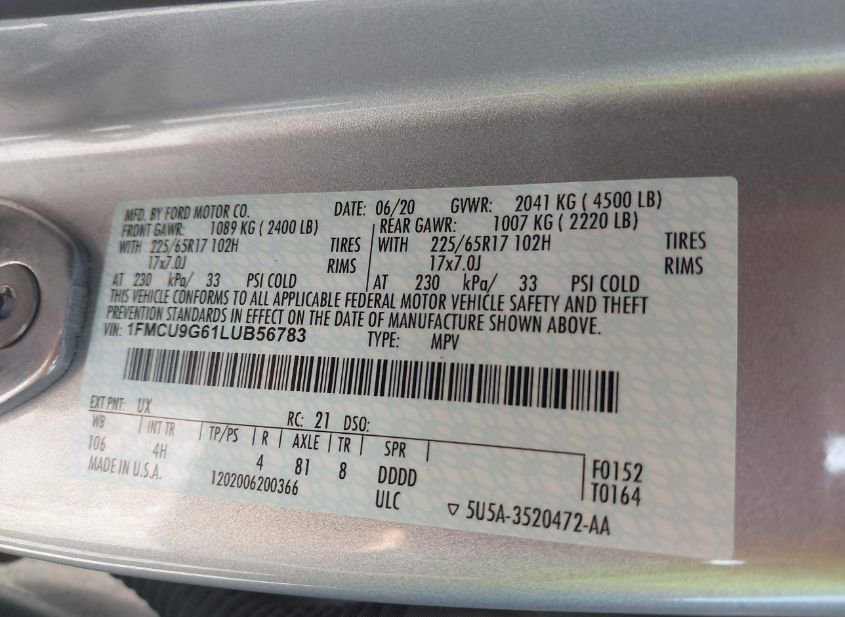 MFD. BY FORD MOTOR CO. DATE: 06/20 GVWR: 2041 KG ( 4500 LB)
FRONT GAWR: 1089 KG ( 2400 LB) REAR GAWR: 1007 KG ( 2220 LB)
WITH 225/65R17 102H TIRES WITH 225/65R17 102H TIRES
17x7.0J RIMS 17x7.0J RIMS
AT 230 kPa/ 33 PSI COLD AT 230 kPa/ 33 PSI COLD
THIS VEHICLE CONFORMS TO ALL APPLICABLE FEDERAL MOTOR VEHICLE SAFETY AND THEFT
PREVENTION STANDARDS IN EFFECT ON THE DATE OF MANUFACTURE SHOWN ABOVE.
VIN: 1FMCU9G61LUB56783 TYPE: MPV
EXT PNT: UX RC: 21 DSO:
WB INT TR TP/PS R AXLE TR SPR
106 4H 4 81 8 DDDD F0152
MADE IN U.S.A. 1202006200366 ULC T0164
5U5A-3520472-AA